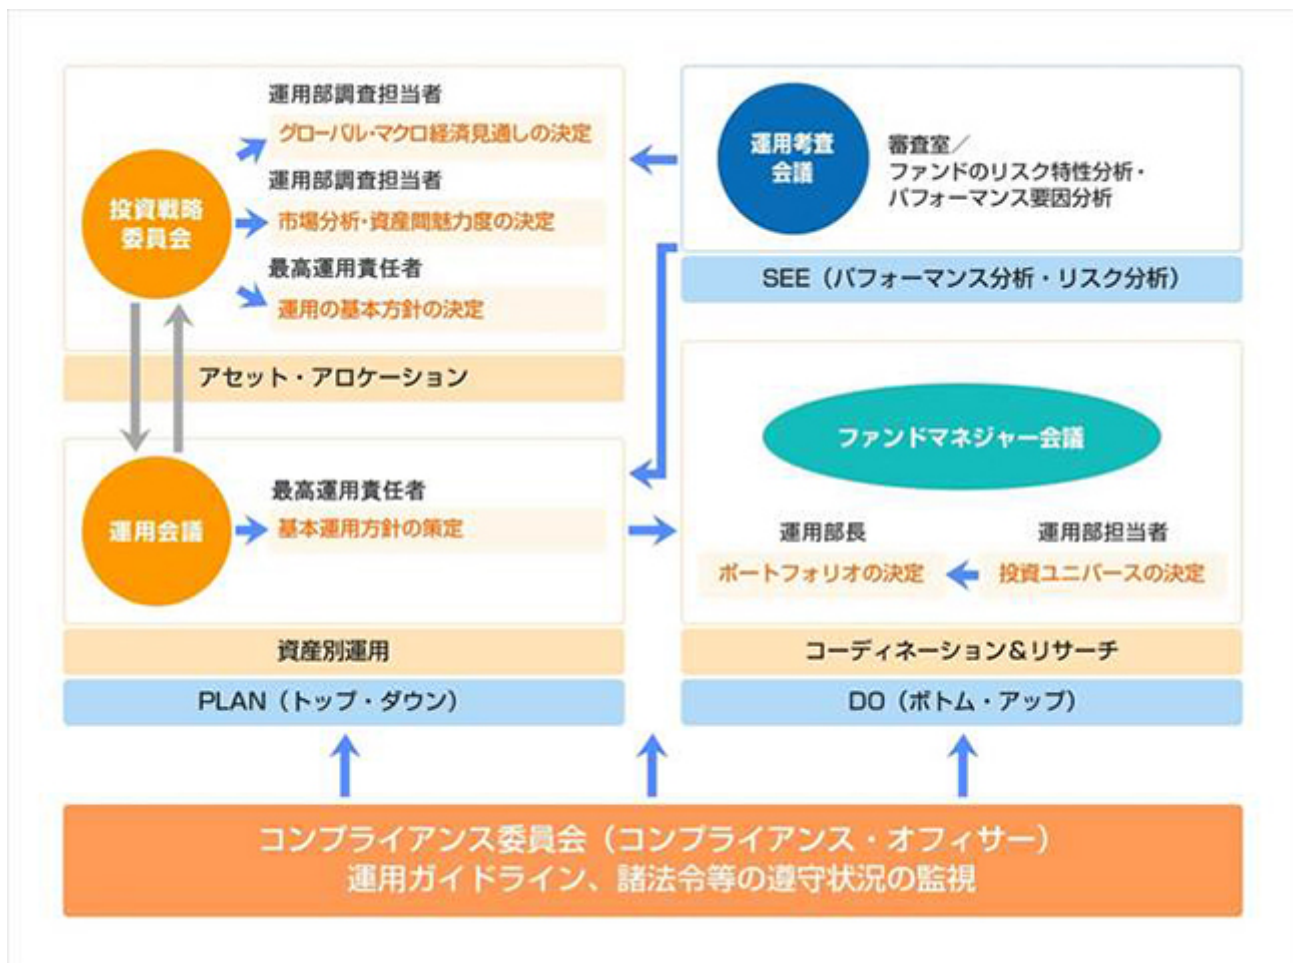 運用部調査担当者
グローバル・マクロ経済見通しの決定
投資戦略
委員会
運用部調査担当者
市場分析・資産間魅力度の決定
最高運用責任者
運用の基本方針の決定
アセット・アロケーション
運用会議
最高運用責任者
基本運用方針の策定
資産別運用
PLAN（トップ・ダウン）
運用考査
会議
審査室／
ファンドのリスク特性分析・
パフォーマンス要因分析
SEE（パフォーマンス分析・リスク分析）
ファンドマネジャー会議
運用部長
ポートフォリオの決定
運用部担当者
投資ユニバースの決定
コーディネーション＆リサーチ
DO（ボトム・アップ）
コンプライアンス委員会（コンプライアンス・オフィサー）
運用ガイドライン、諸法令等の遵守状況の監視